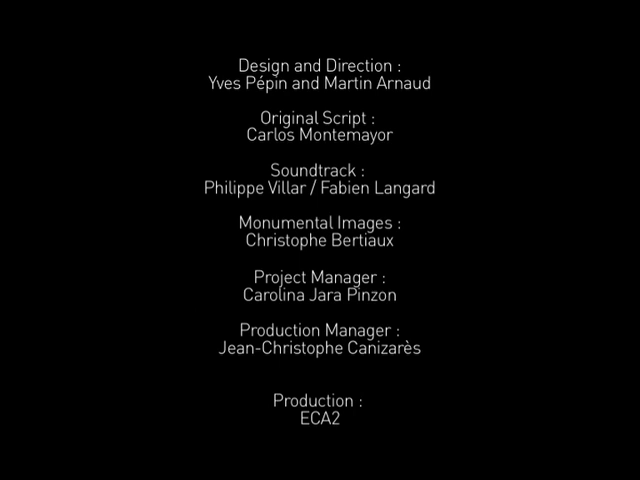 Design and Direction :
Yves Pépin and Martin Arnaud
Original Script :
Carlos Montemayor
Soundtrack :
Philippe Villar / Fabien Langard
Monumental Images :
Christophe Bertiaux
Project Manager :
Carolina Jara Pinzon
Production Manager :
Jean-Christophe Canizarès
Production :
ECA2